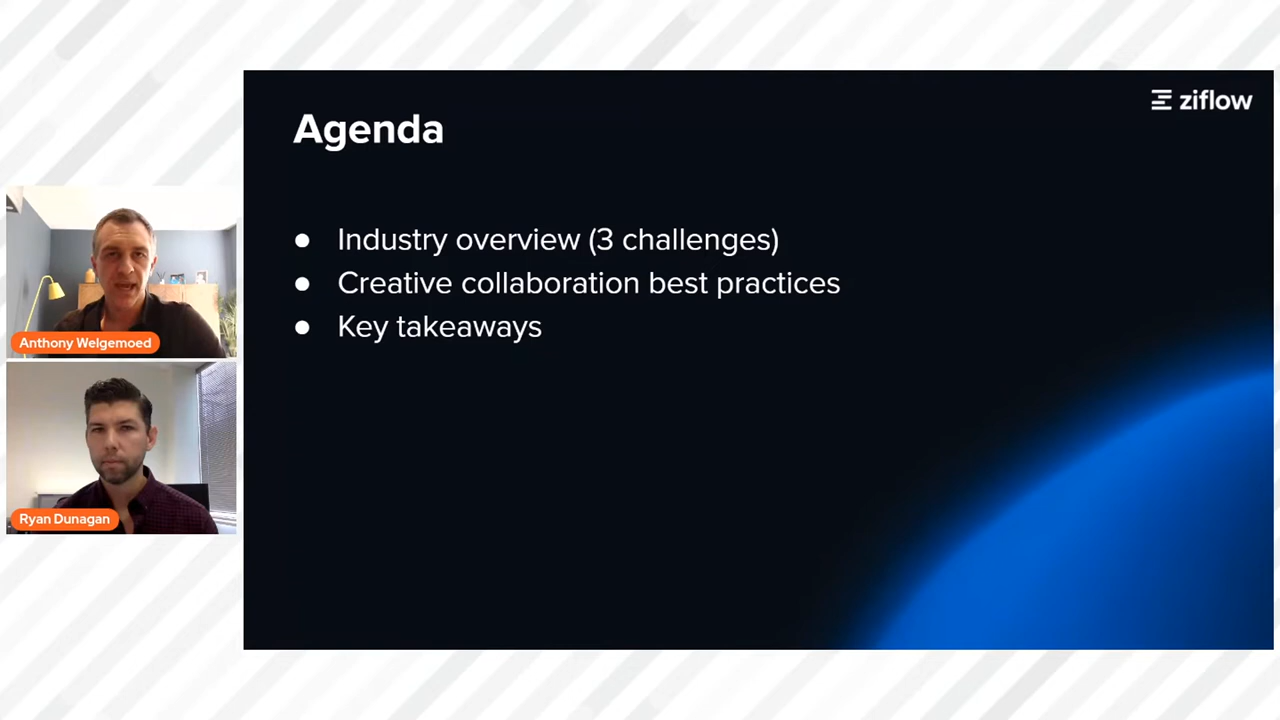 ziflow
Agenda
● Industry overview (3 challenges)
● Creative collaboration best practices
● Key takeaways
Anthony Welgemoed
Ryan Dunagan